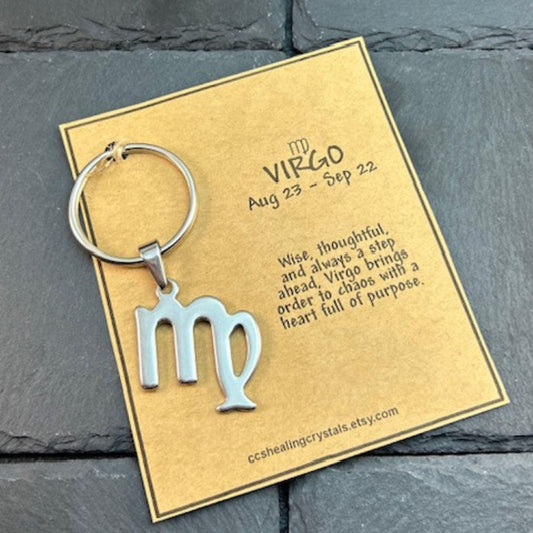 VIRGO
Aug 23 - Sep 22
Wise, thoughtful,
and always a step
ahead, Virgo brings
order to chaos with a
heart full of purpose.
ccshealingcrystals.etsy.com